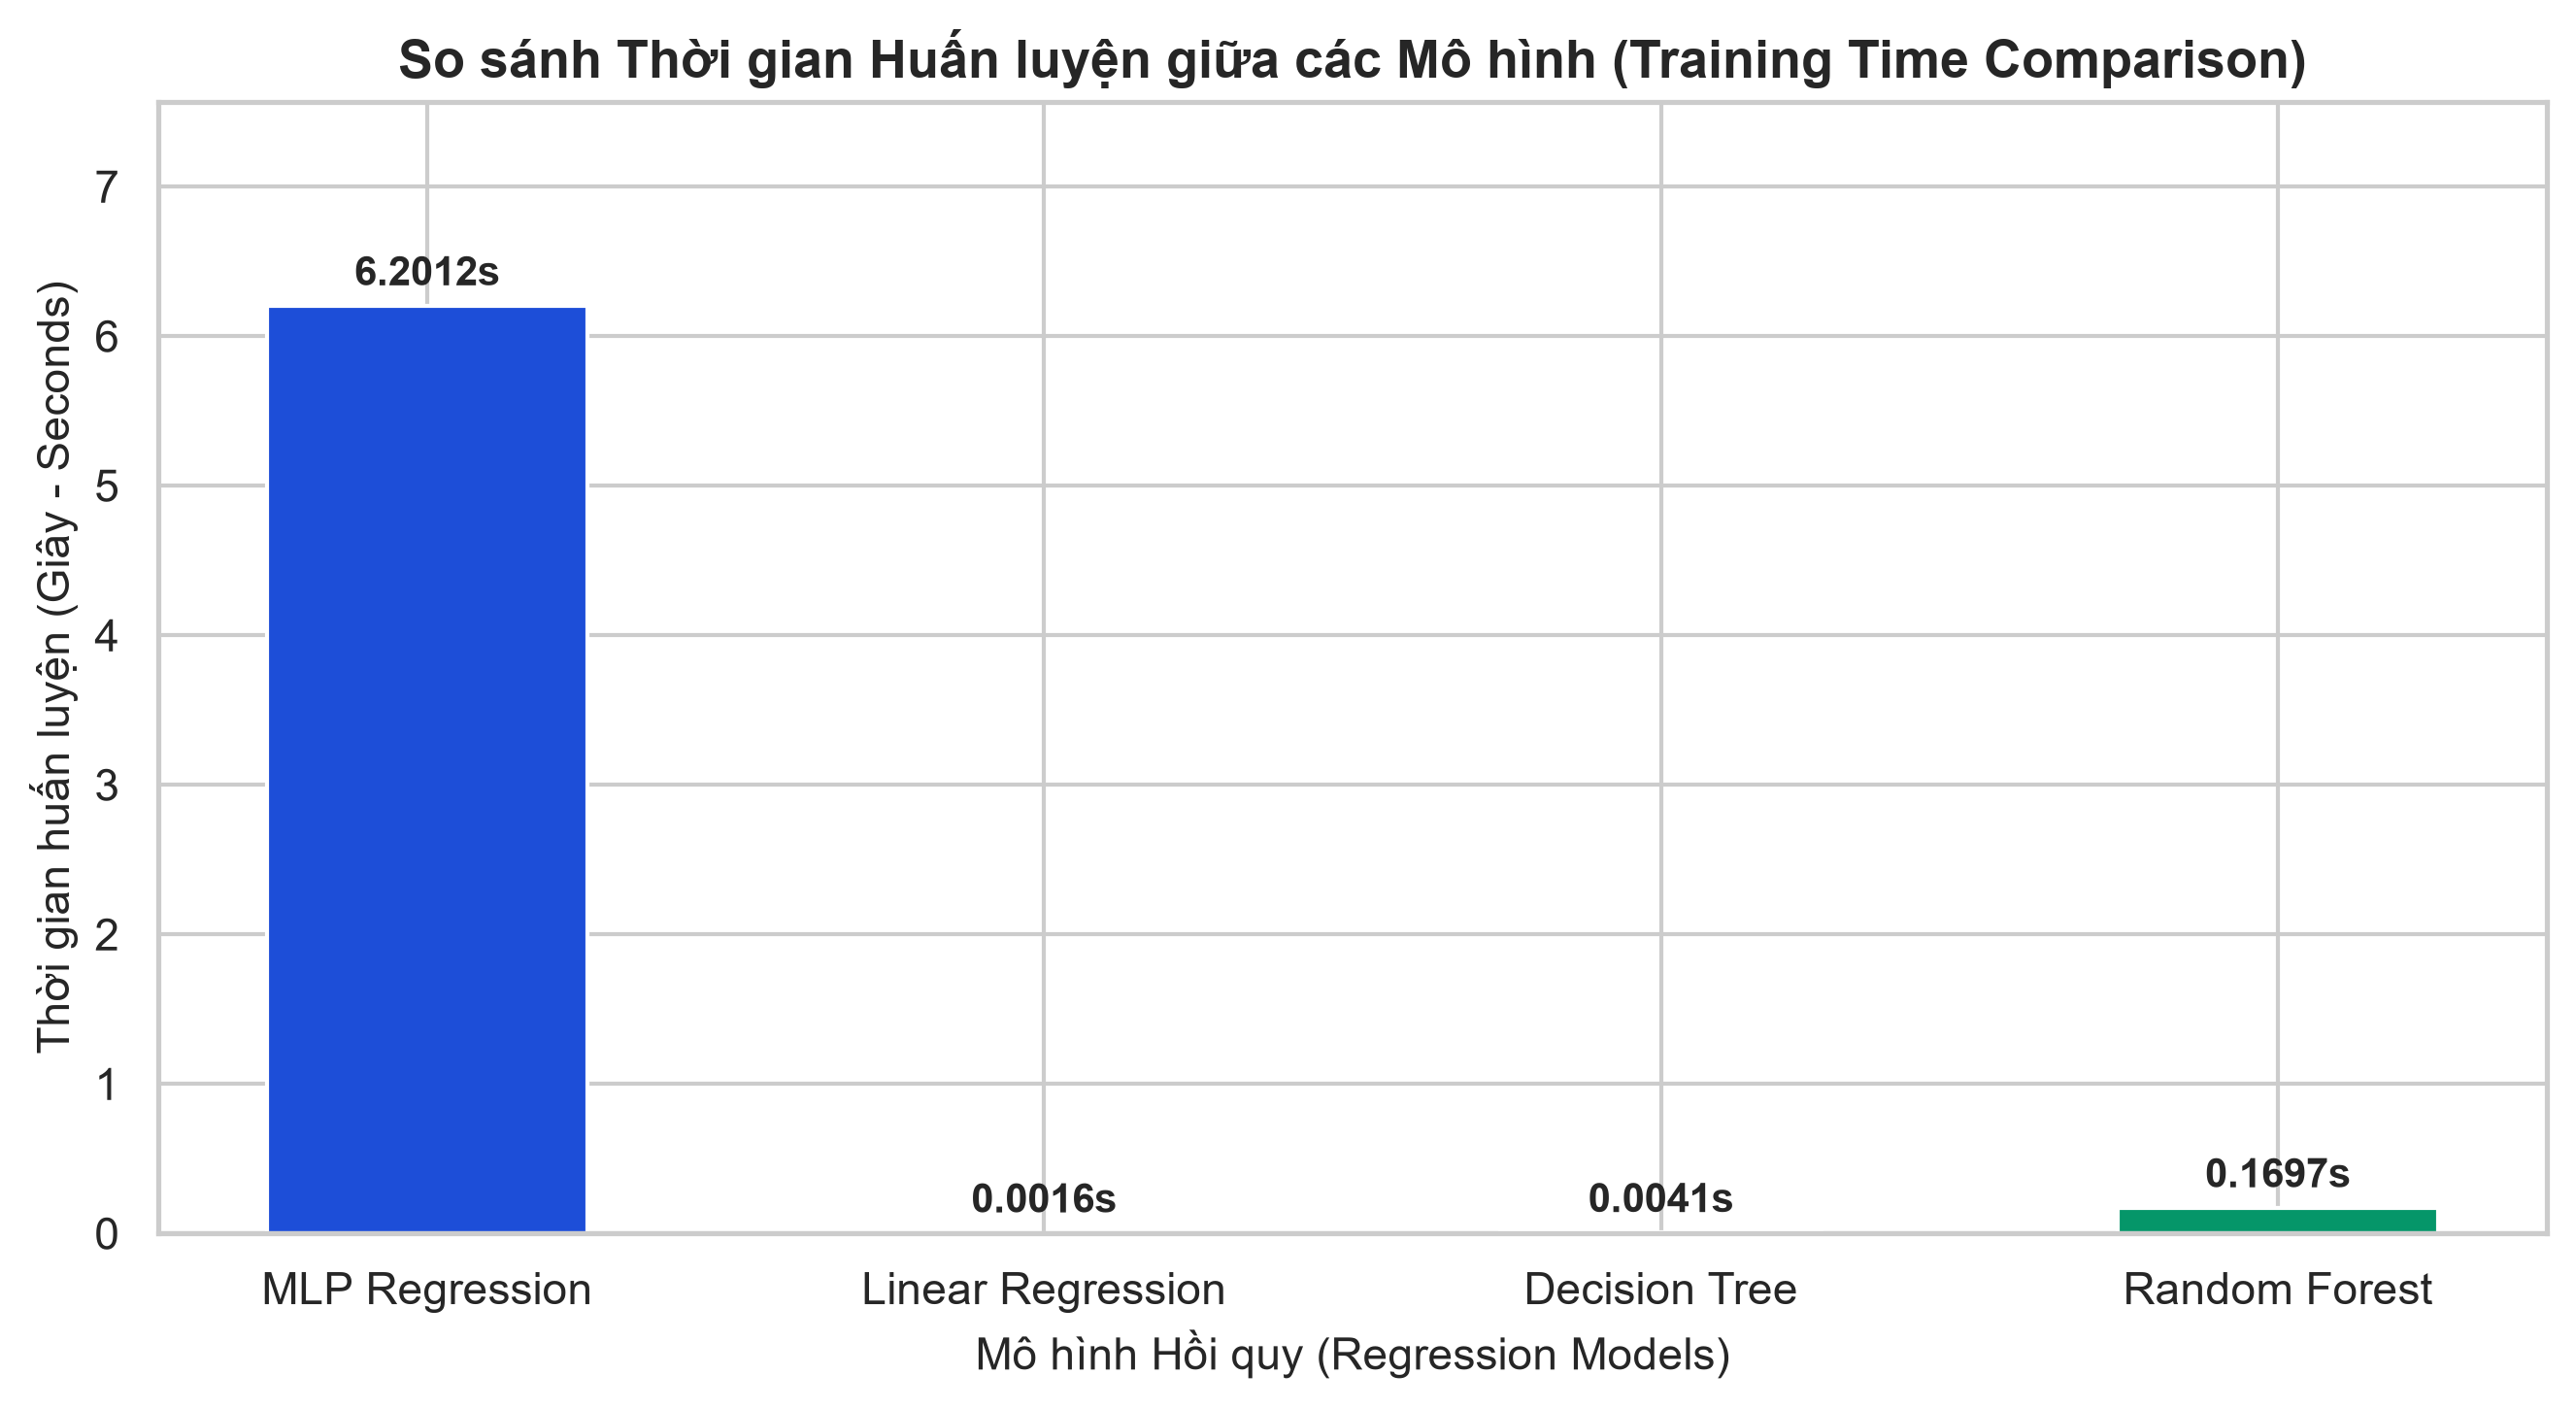 So sánh Thời gian Huấn luyện giữa các Mô hình (Training Time Comparison)
Thời gian huấn luyện (Giây - Seconds)
7
6
5
4
3
2
1
0
6.2012s
0.0016s
0.0041s
0.1697s
MLP Regression
Linear Regression
Decision Tree
Random Forest
Mô hình Hồi quy (Regression Models)